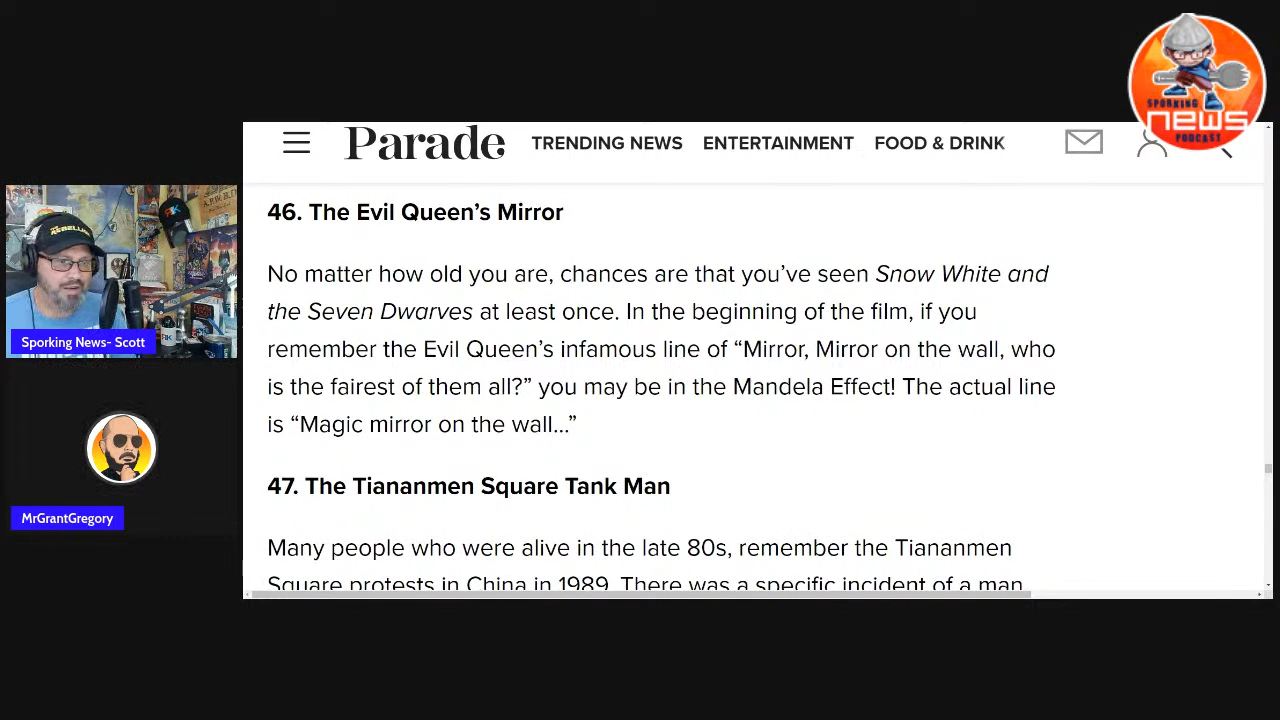 SPORKING
news
PODCAST
Parade
TRENDING NEWS
ENTERTAINMENT
FOOD & DRINK
46. The Evil Queen’s Mirror
No matter how old you are, chances are that you’ve seen Snow White and
the Seven Dwarves at least once. In the beginning of the film, if you
remember the Evil Queen’s infamous line of “Mirror, Mirror on the wall, who
is the fairest of them all?” you may be in the Mandela Effect! The actual line
is “Magic mirror on the wall...”
47. The Tiananmen Square Tank Man
Many people who were alive in the late 80s, remember the Tiananmen
Square protests in China in 1989. There was a specific incident of a man
Sporking News- Scott
MrGrantGregory